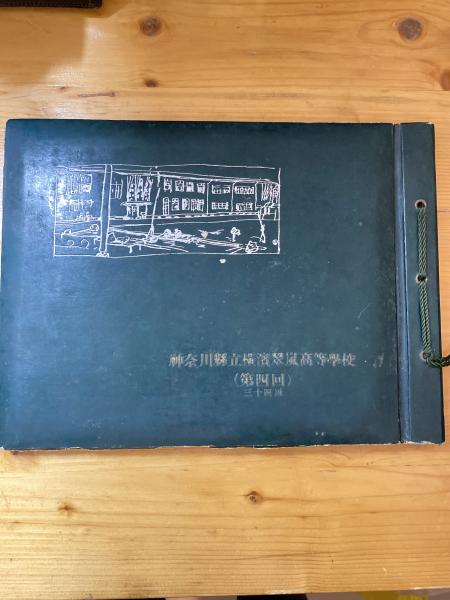 神奈川縣立横濱翠嵐高等學校
（第四回）
三十四回